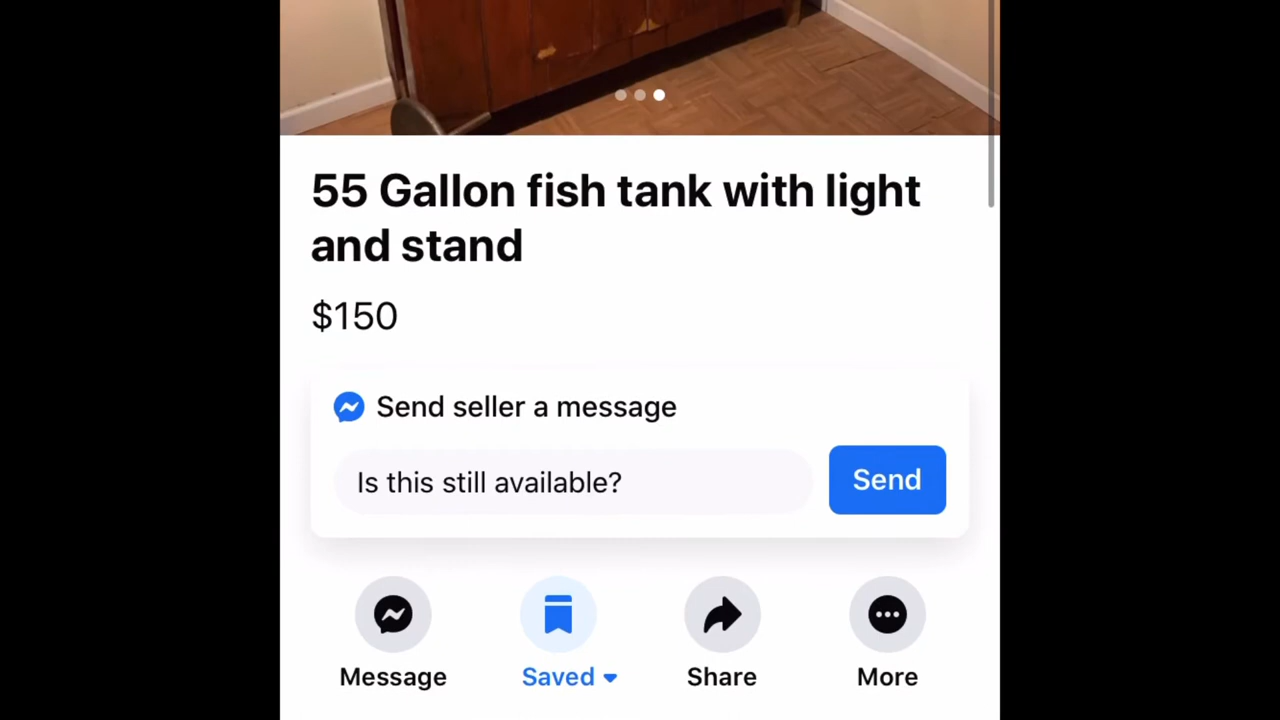 55 Gallon fish tank with light
and stand
$150
Send seller a message
Is this still available?
Send
Message
Saved
Share
More